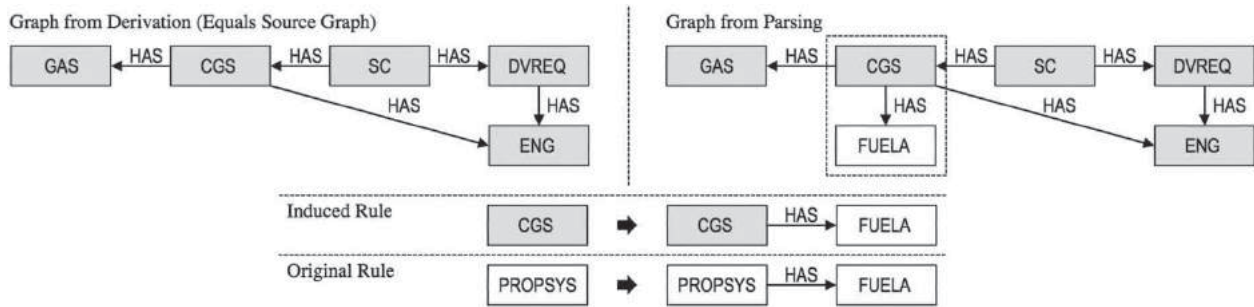 Graph from Derivation (Equals Source Graph)
GAS HAS CGS HAS SC HAS DVREQ
HAS HAS
ENG
Graph from Parsing
GAS HAS CGS HAS SC HAS DVREQ
HAS HAS HAS
FUELA ENG
Induced Rule CGS CGS HAS FUELA
Original Rule PROPSYS PROPSYS HAS FUELA